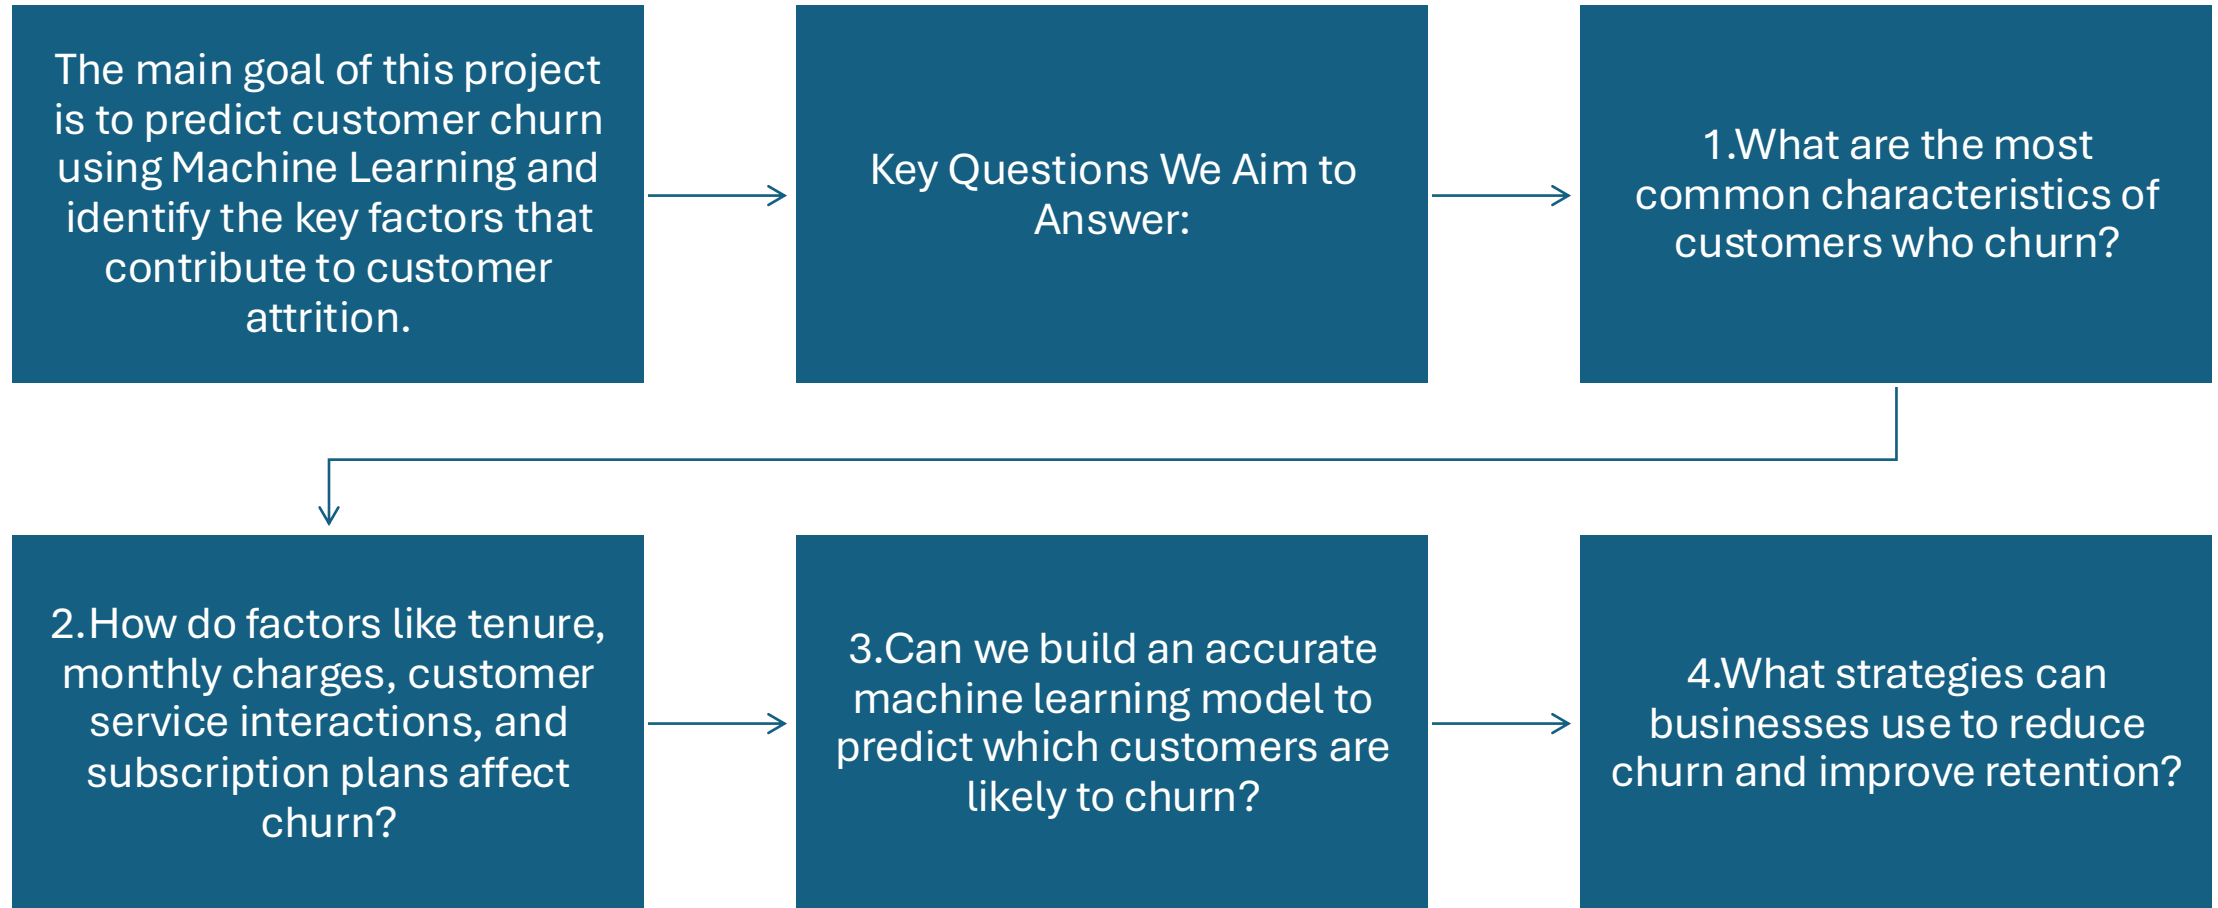 The main goal of this project
is to predict customer churn
using Machine Learning and
identify the key factors that
contribute to customer
attrition.
Key Questions We Aim to
Answer:
1.What are the most
common characteristics of
customers who churn?
2.How do factors like tenure,
monthly charges, customer
service interactions, and
subscription plans affect
churn?
3.Can we build an accurate
machine learning model to
predict which customers are
likely to churn?
4.What strategies can
businesses use to reduce
churn and improve retention?